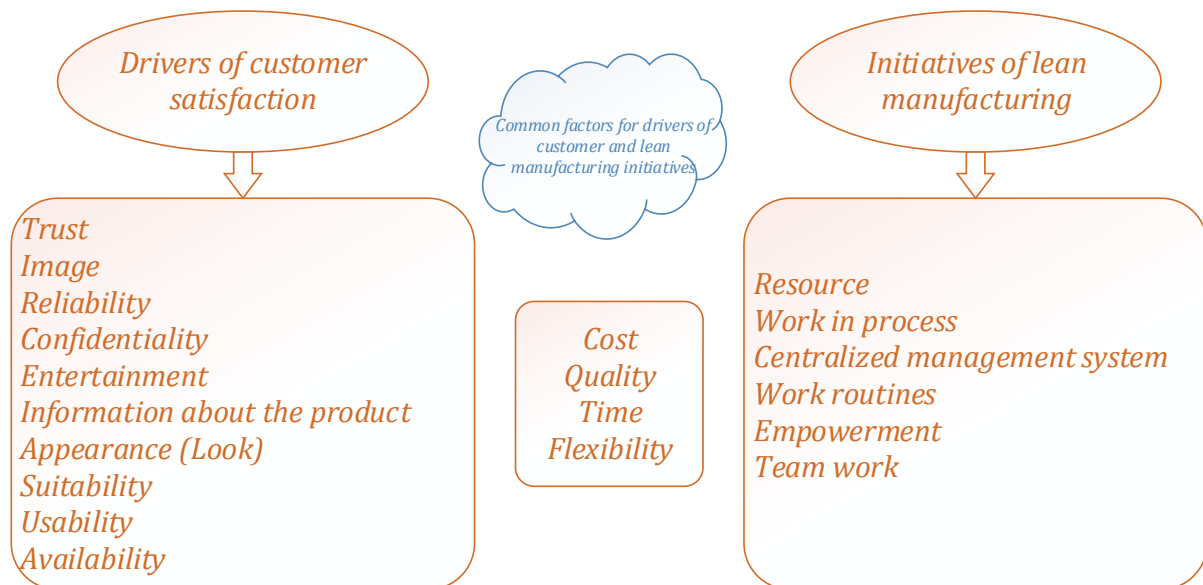 Drivers of customer
satisfaction
Common factors for drivers of
customer and lean
manufacturing initiatives
Initiatives of lean
manufacturing
Trust
Image
Reliability
Confidentiality
Entertainment
Information about the product
Appearance (Look)
Suitability
Usability
Availability
Cost
Quality
Time
Flexibility
Resource
Work in process
Centralized management system
Work routines
Empowerment
Team work